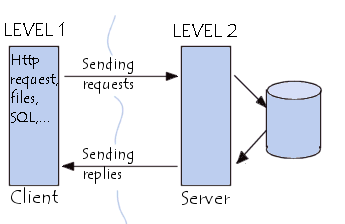 LEVEL 1
LEVEL 2
Http
request,
files,
SQL,...
Sending
requests
Sending
replies
Client
Server